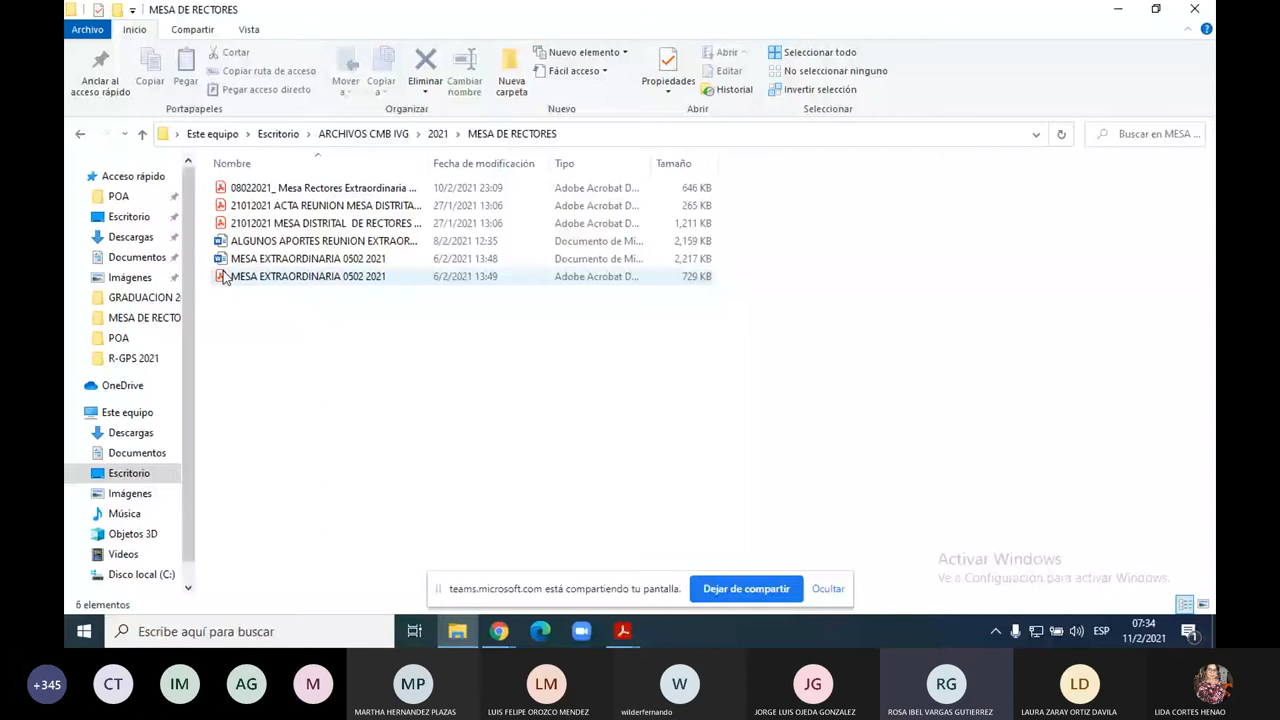 MESA DE RECTORES
Archivo Inicio Compartir Vista
Anclar al acceso rápido
Copiar
Pegar
Cortar
Copiar ruta de acceso
Pegar acceso directo
Portapapeles
Mover a
Copiar a
Eliminar
Cambiar nombre
Organizar
Nueva carpeta
Nuevo elemento
Fácil acceso
Nuevo
Propiedades
Abrir
Editar
Historial
Abrir
Seleccionar todo
No seleccionar ninguno
Invertir selección
Seleccionar
Este equipo > Escritorio > ARCHIVOS CMB IVG > 2021 > MESA DE RECTORES
Buscar en MESA ...
Acceso rápido
POA
Escritorio
Descargas
Documentos
Imágenes
GRADUACION 2
MESA DE RECTO
POA
R-GPS 2021
OneDrive
Este equipo
Descargas
Documentos
Escritorio
Imágenes
Música
Objetos 3D
Videos
Disco local (C:)
Nombre Fecha de modificación Tipo Tamaño
08022021_ Mesa Rectores Extraordinaria ... 10/2/2021 23:09 Adobe Acrobat D... 646 KB
21012021 ACTA REUNION MESA DISTRITA... 27/1/2021 13:06 Adobe Acrobat D... 265 KB
21012021 MESA DISTRITAL DE RECTORES ... 27/1/2021 13:06 Adobe Acrobat D... 1,211 KB
ALGUNOS APORTES REUNION EXTRAOR... 8/2/2021 12:35 Documento de Mi... 2,159 KB
MESA EXTRAORDINARIA 0502 2021 6/2/2021 13:48 Documento de Mi... 2,217 KB
MESA EXTRAORDINARIA 0502 2021 6/2/2021 13:49 Adobe Acrobat D... 729 KB
Activar Windows
Ve a Configuración para activar Windows.
teams.microsoft.com está compartiendo tu pantalla. Dejar de compartir Ocultar
6 elementos
Escribe aquí para buscar
ESP
07:34
11/2/2021
1
+345 CT IM AG M MP LM W JG RG LD
MARTHA HERNANDEZ PLAZAS LUIS FELIPE OROZCO MENDEZ wilderfernando JORGE LUIS OJEDA GONZALEZ ROSA IBEL VARGAS GUTIERREZ LAURA ZARAY ORTIZ DAVILA LIDA CORTES HENAO